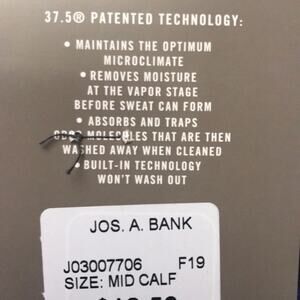 37.5® PATENTED TECHNOLOGY:
• MAINTAINS THE OPTIMUM
MICROCLIMATE
• REMOVES MOISTURE
AT THE VAPOR STAGE
BEFORE SWEAT CAN FORM
• ABSORBS AND TRAPS
ODOR MOLECULES THAT ARE THEN
WASHED AWAY WHEN CLEANED
• BUILT-IN TECHNOLOGY
WON'T WASH OUT
JOS. A. BANK
J03007706 F19
SIZE: MID CALF